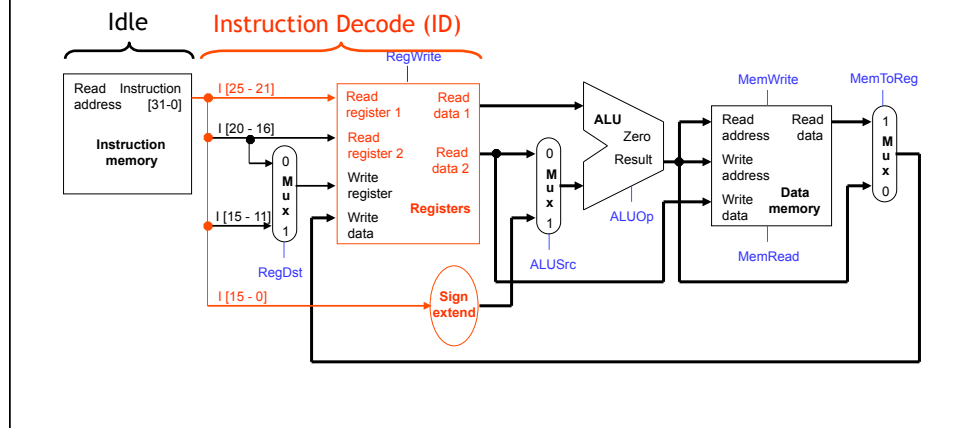 Idle
Instruction Decode (ID)
RegWrite
Read Instruction
address [31-0]
Instruction
memory
I [25 - 21]
I [20 - 16]
I [15 - 11]
I [15 - 0]
0
M
u
x
1
RegDst
Read
register 1
Read
data 1
Read
register 2
Read
data 2
Write
register
Write
data
Registers
Sign
extend
0
M
u
x
1
ALUSrc
ALU
Zero
Result
ALUOp
MemWrite
Read
address
Read
data
Write
address
Write
data
Data
memory
MemRead
MemToReg
1
M
u
x
0